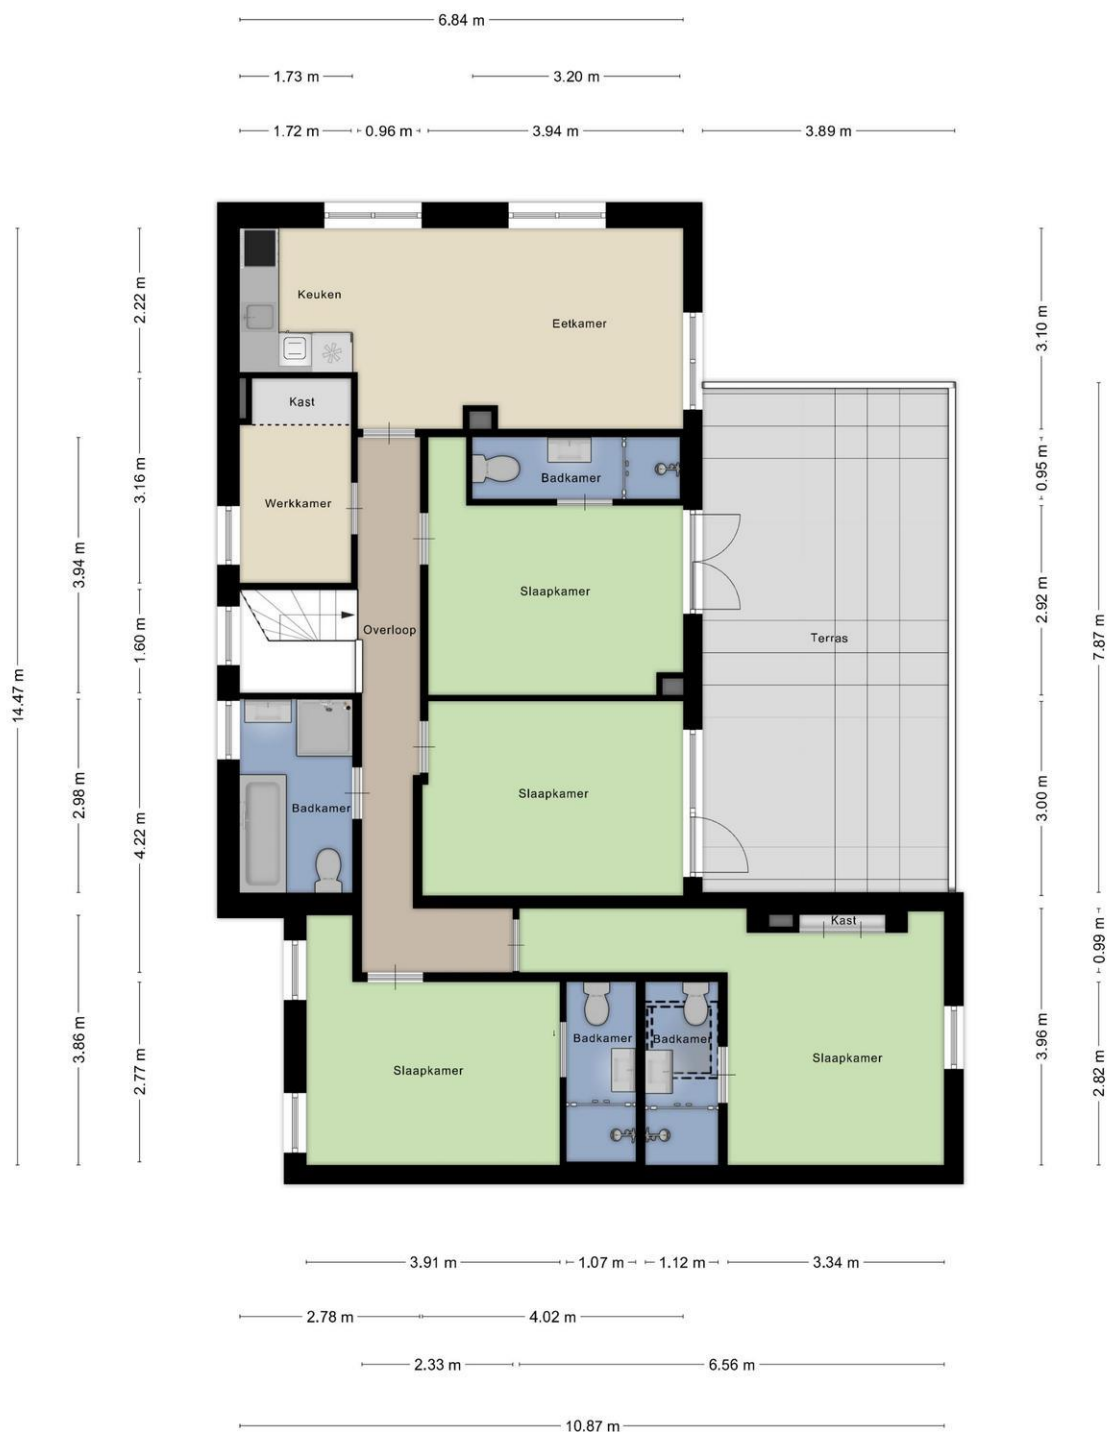 6.84 m
1.73 m
3.20 m
1.72 m
0.96 m
3.94 m
3.89 m
Keuken
Eetkamer
2.22 m
3.10 m
Kast
Badkamer
0.95 m
3.16 m
Werkkamer
3.94 m
Slaapkamer
2.92 m
1.60 m
Overloop
Terras
7.87 m
14.47 m
Slaapkamer
2.98 m
Badkamer
4.22 m
3.00 m
Kast
0.99 m
3.86 m
Badkamer
Badkamer
3.96 m
Slaapkamer
Slaapkamer
2.77 m
2.82 m
3.91 m
1.07 m
1.12 m
3.34 m
2.78 m
4.02 m
2.33 m
6.56 m
10.87 m